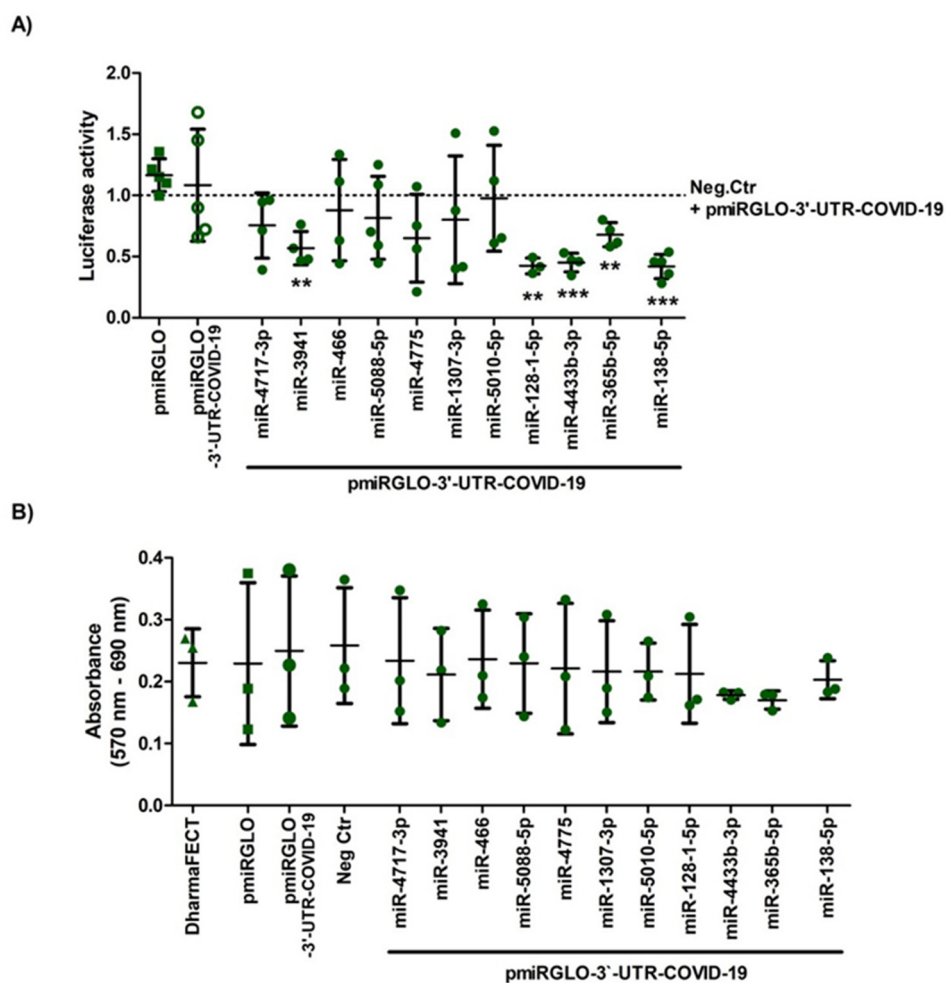 A)
2.0
1.5
1.0
0.5
0.0
Luciferase activity
Neg.Ctr
+ pmiRGLO-3'-UTR-COVID-19
**
**
***
**
***
pmiRGLO
pmiRGLO
-3'-UTR-COVID-19
miR-4717-3p
miR-3941
miR-466
miR-5088-5p
miR-4775
miR-1307-3p
miR-5010-5p
miR-128-1-5p
miR-4433b-3p
miR-365b-5p
miR-138-5p
pmiRGLO-3'-UTR-COVID-19
B)
0.4
0.3
0.2
0.1
0.0
Absorbance
(570 nm - 690 nm)
DharmaFECT
pmiRGLO
pmiRGLO
-3'-UTR-COVID-19
Neg Ctr
miR-4717-3p
miR-3941
miR-466
miR-5088-5p
miR-4775
miR-1307-3p
miR-5010-5p
miR-128-1-5p
miR-4433b-3p
miR-365b-5p
miR-138-5p
pmiRGLO-3`-UTR-COVID-19